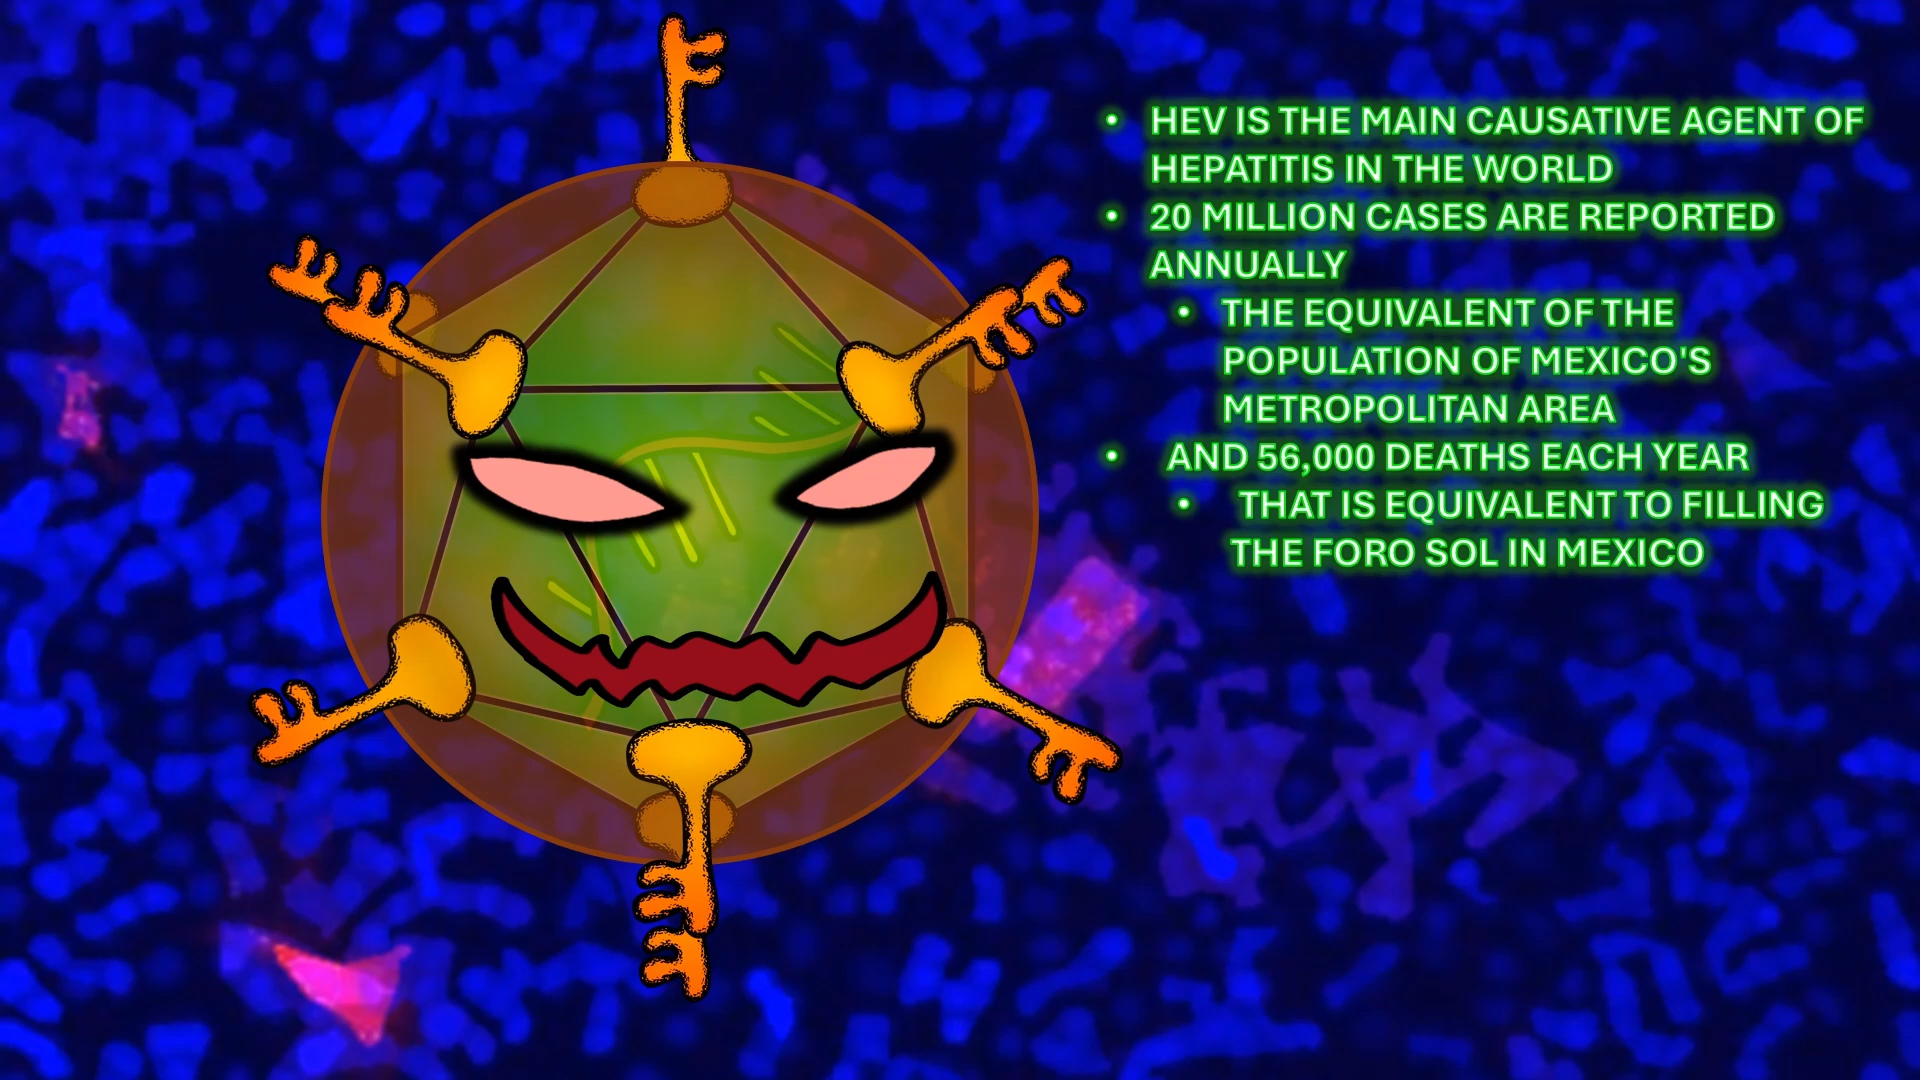 • HEV IS THE MAIN CAUSATIVE AGENT OF
HEPATITIS IN THE WORLD
• 20 MILLION CASES ARE REPORTED
ANNUALLY
• THE EQUIVALENT OF THE
POPULATION OF MEXICO'S
METROPOLITAN AREA
• AND 56,000 DEATHS EACH YEAR
• THAT IS EQUIVALENT TO FILLING
THE FORO SOL IN MEXICO